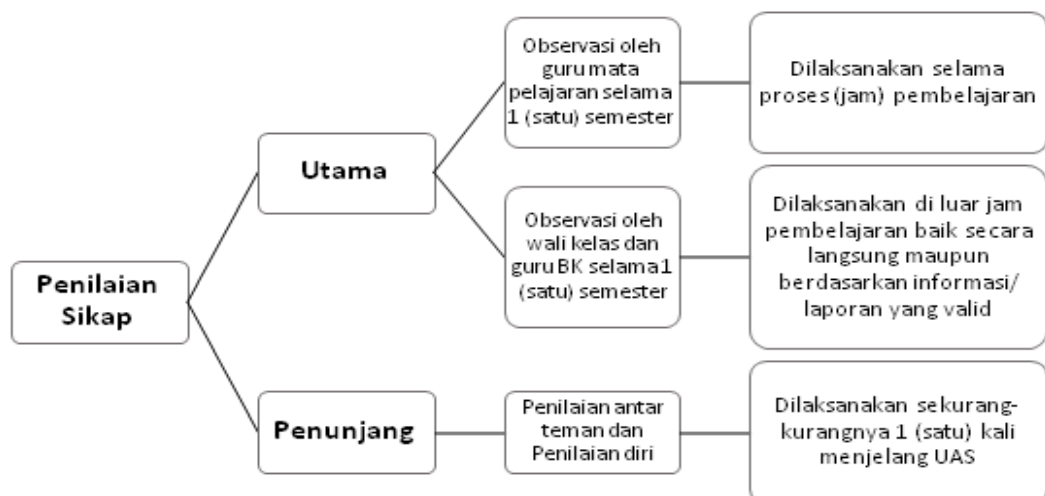 Penilaian
Sikap
Utama
Observasi oleh
guru mata
pelajaran selama
1 (satu) semester
Dilaksanakan selama
proses (jam) pembelajaran
Observasi oleh
wali kelas dan
guru BK selama 1
(satu) semester
Dilaksanakan di luar jam
pembelajaran baik secara
langsung maupun
berdasarkan informasi/
laporan yang valid
Penunjang
Penilaian antar
teman dan
Penilaian diri
Dilaksanakan sekurang-
kurangnya 1 (satu) kali
menjelang UAS